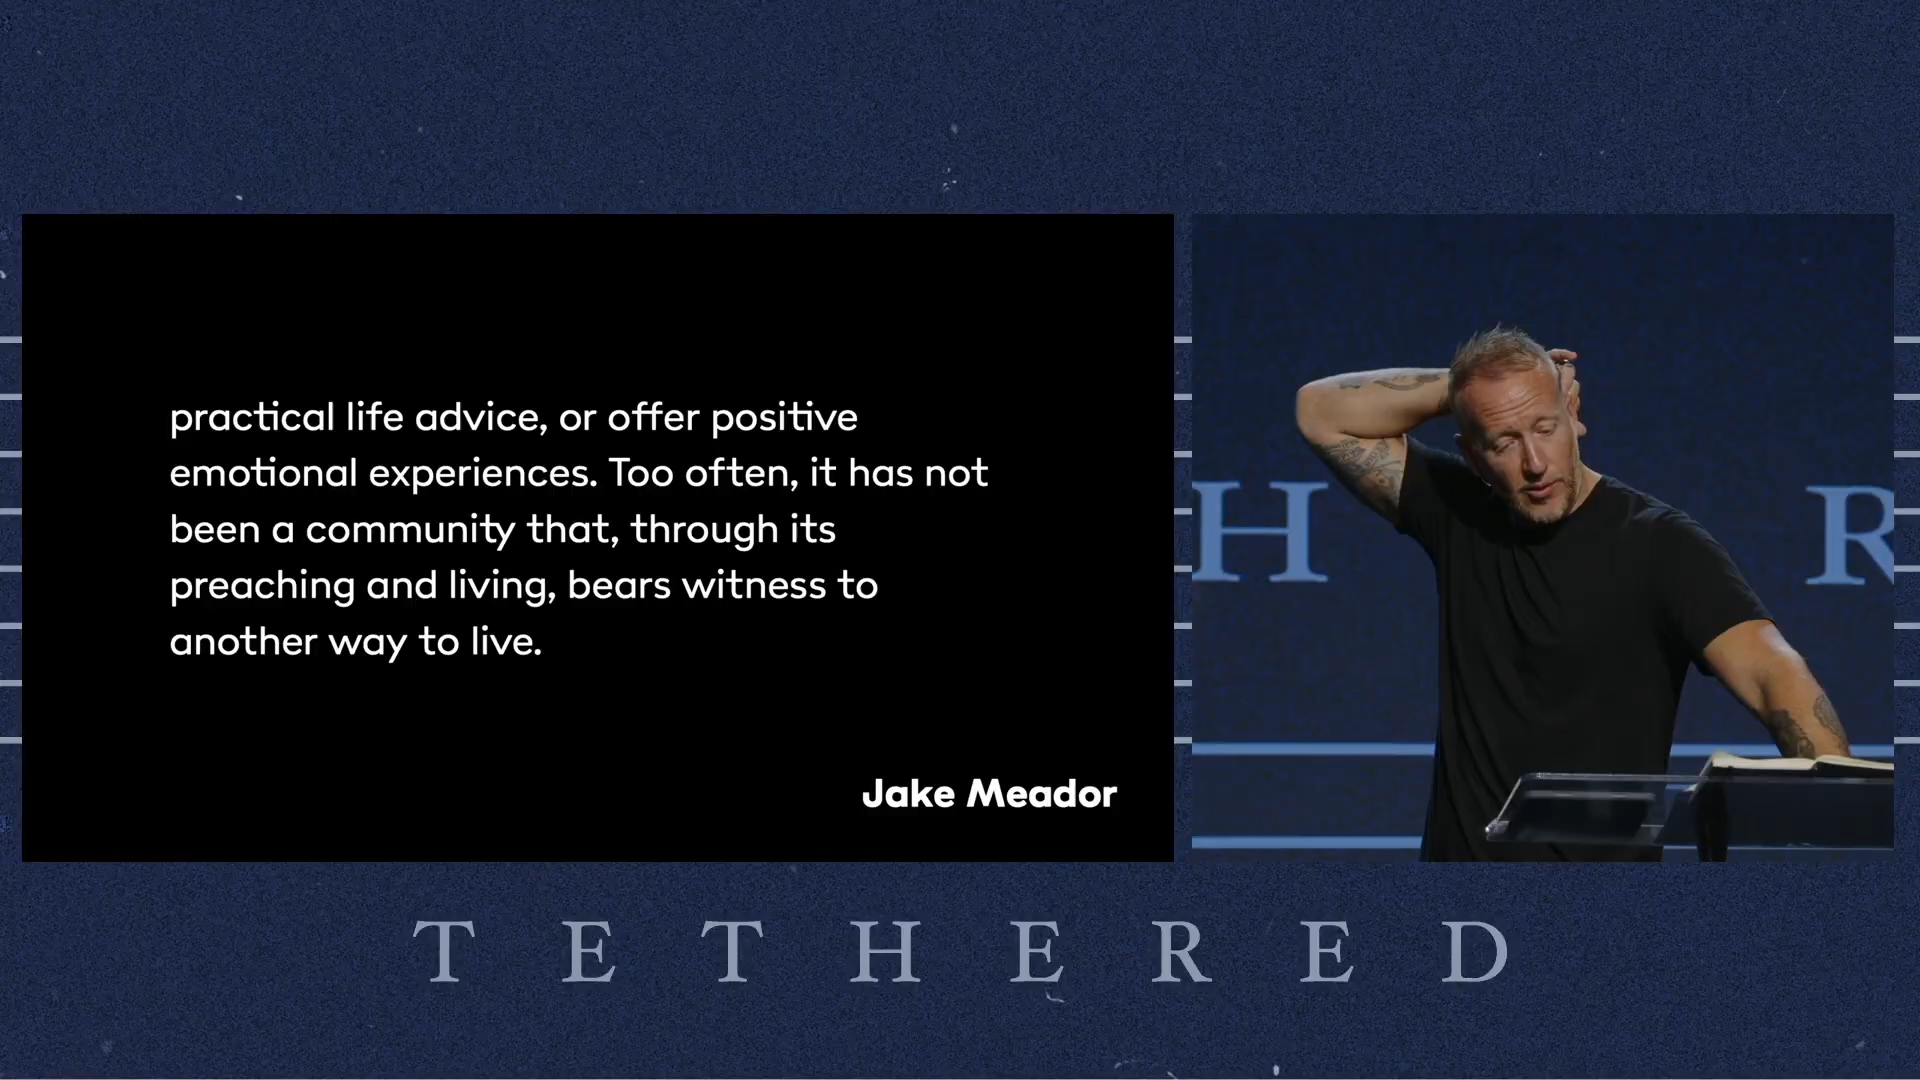 practical life advice, or offer positive
emotional experiences. Too often, it has not
been a community that, through its
preaching and living, bears witness to
another way to live.
Jake Meador
H R
TETHERED